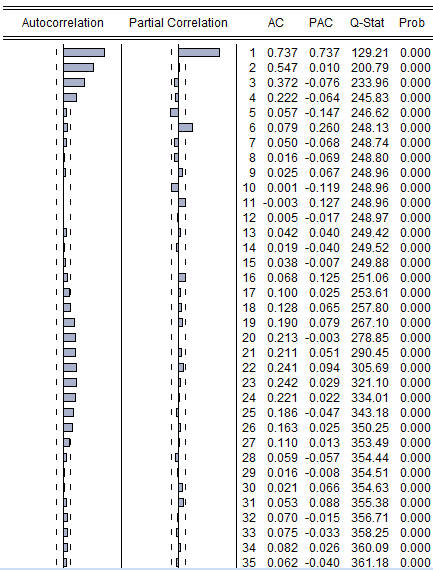 Autocorrelation Partial Correlation AC PAC Q-Stat Prob
1 0.737 0.737 129.21 0.000
2 0.547 0.010 200.79 0.000
3 0.372 -0.076 233.96 0.000
4 0.222 -0.064 245.83 0.000
5 0.057 -0.147 246.62 0.000
6 0.079 0.260 248.13 0.000
7 0.050 -0.068 248.74 0.000
8 0.016 -0.069 248.80 0.000
9 0.025 0.067 248.96 0.000
10 0.001 -0.119 248.96 0.000
11 -0.003 0.127 248.96 0.000
12 0.005 -0.017 248.97 0.000
13 0.042 0.040 249.42 0.000
14 0.019 -0.040 249.52 0.000
15 0.038 -0.007 249.88 0.000
16 0.068 0.125 251.06 0.000
17 0.100 0.025 253.61 0.000
18 0.128 0.065 257.80 0.000
19 0.190 0.079 267.10 0.000
20 0.213 -0.003 278.85 0.000
21 0.211 0.051 290.45 0.000
22 0.241 0.094 305.69 0.000
23 0.242 0.029 321.10 0.000
24 0.221 0.022 334.01 0.000
25 0.186 -0.047 343.18 0.000
26 0.163 0.025 350.25 0.000
27 0.110 0.013 353.49 0.000
28 0.059 -0.057 354.44 0.000
29 0.016 -0.008 354.51 0.000
30 0.021 0.066 354.63 0.000
31 0.053 0.088 355.38 0.000
32 0.070 -0.015 356.71 0.000
33 0.075 -0.033 358.25 0.000
34 0.082 0.026 360.09 0.000
35 0.062 -0.040 361.18 0.000